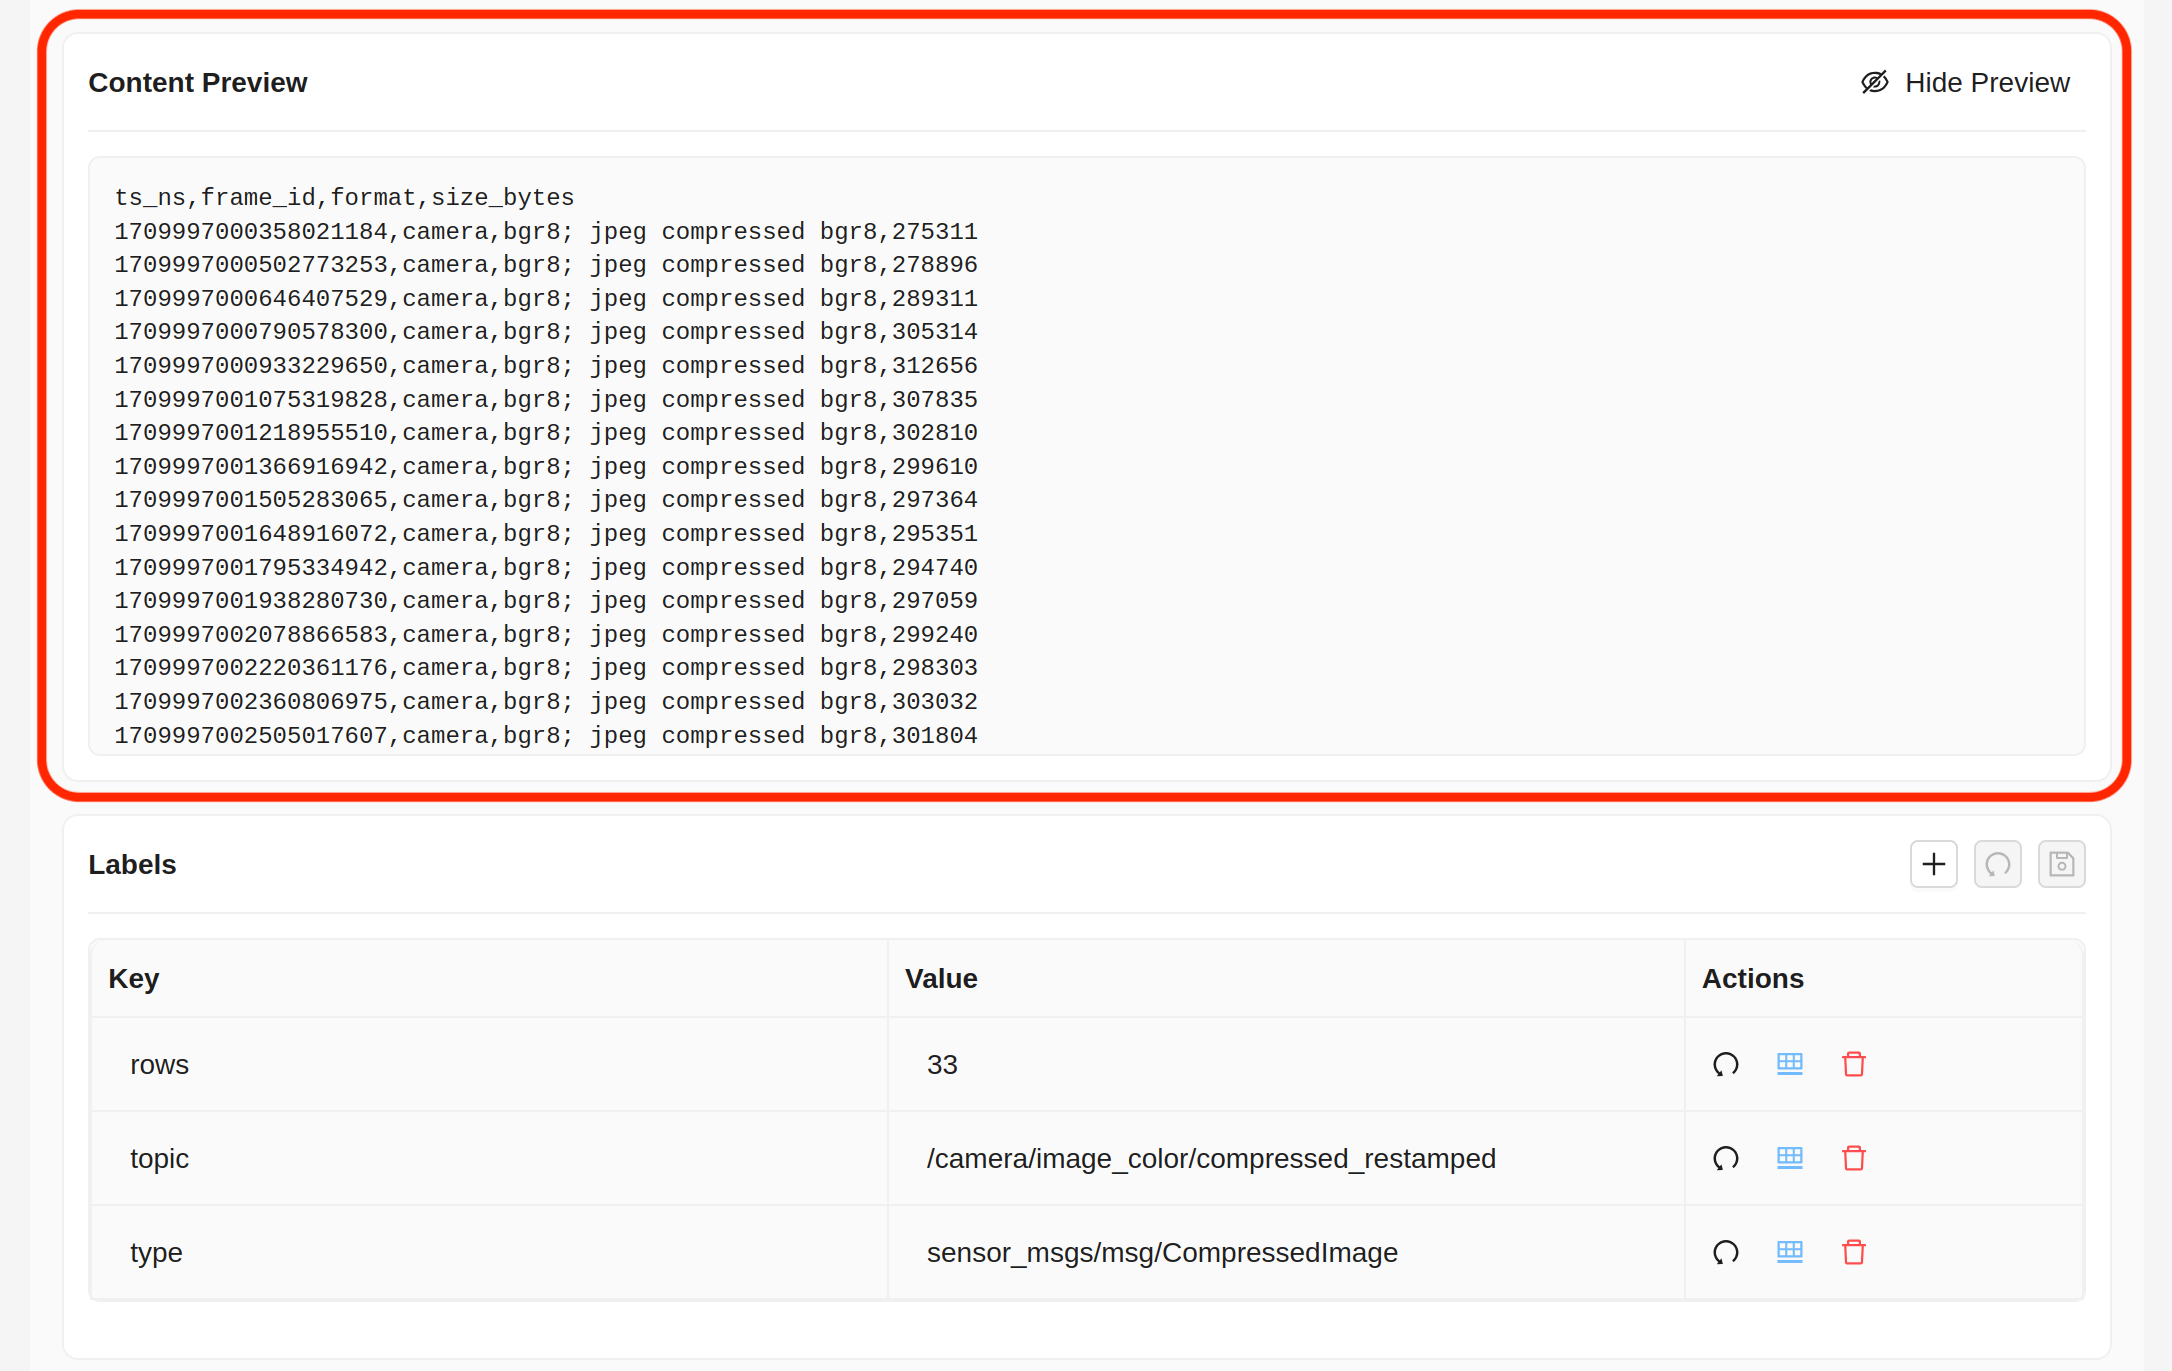 Content Preview
Hide Preview
ts_ns,frame_id,format,size_bytes
1709997000358021184,camera,bgr8; jpeg compressed bgr8,275311
1709997000502773253,camera,bgr8; jpeg compressed bgr8,278896
1709997000646407529,camera,bgr8; jpeg compressed bgr8,289311
1709997000790578300,camera,bgr8; jpeg compressed bgr8,305314
1709997000933229650,camera,bgr8; jpeg compressed bgr8,312656
1709997001075319828,camera,bgr8; jpeg compressed bgr8,307835
1709997001218955510,camera,bgr8; jpeg compressed bgr8,302810
1709997001366916942,camera,bgr8; jpeg compressed bgr8,299610
1709997001505283065,camera,bgr8; jpeg compressed bgr8,297364
1709997001648916072,camera,bgr8; jpeg compressed bgr8,295351
1709997001795334942,camera,bgr8; jpeg compressed bgr8,294740
1709997001938280730,camera,bgr8; jpeg compressed bgr8,297059
1709997002078866583,camera,bgr8; jpeg compressed bgr8,299240
1709997002220361176,camera,bgr8; jpeg compressed bgr8,298303
1709997002360806975,camera,bgr8; jpeg compressed bgr8,303032
1709997002505017607,camera,bgr8; jpeg compressed bgr8,301804
Labels
Key Value Actions
rows 33
topic /camera/image_color/compressed_restamped
type sensor_msgs/msg/CompressedImage